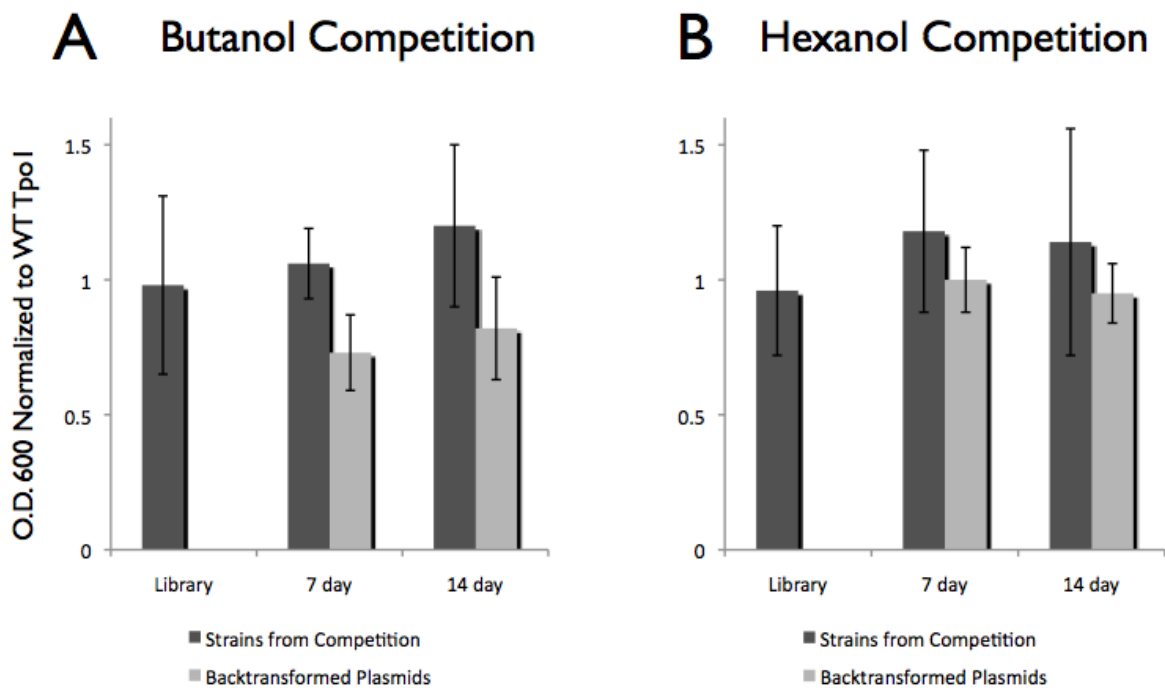 A Butanol Competition
O.D. 600 Normalized to WT Tpo1
1.5
1
0.5
0
Library 7 day 14 day
Strains from Competition
Backtransformed Plasmids
B Hexanol Competition
1.5
1
0.5
0
Library 7 day 14 day
Strains from Competition
Backtransformed Plasmids